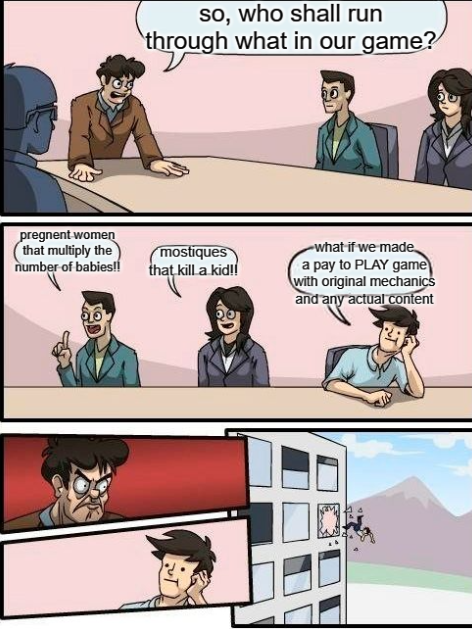 so, who shall run
through what in our game?
pregnent women
that multiply the
number of babies!!
mostiques
that kill a kid!!
what if we made
a pay to PLAY game
with original mechanics
and any actual content